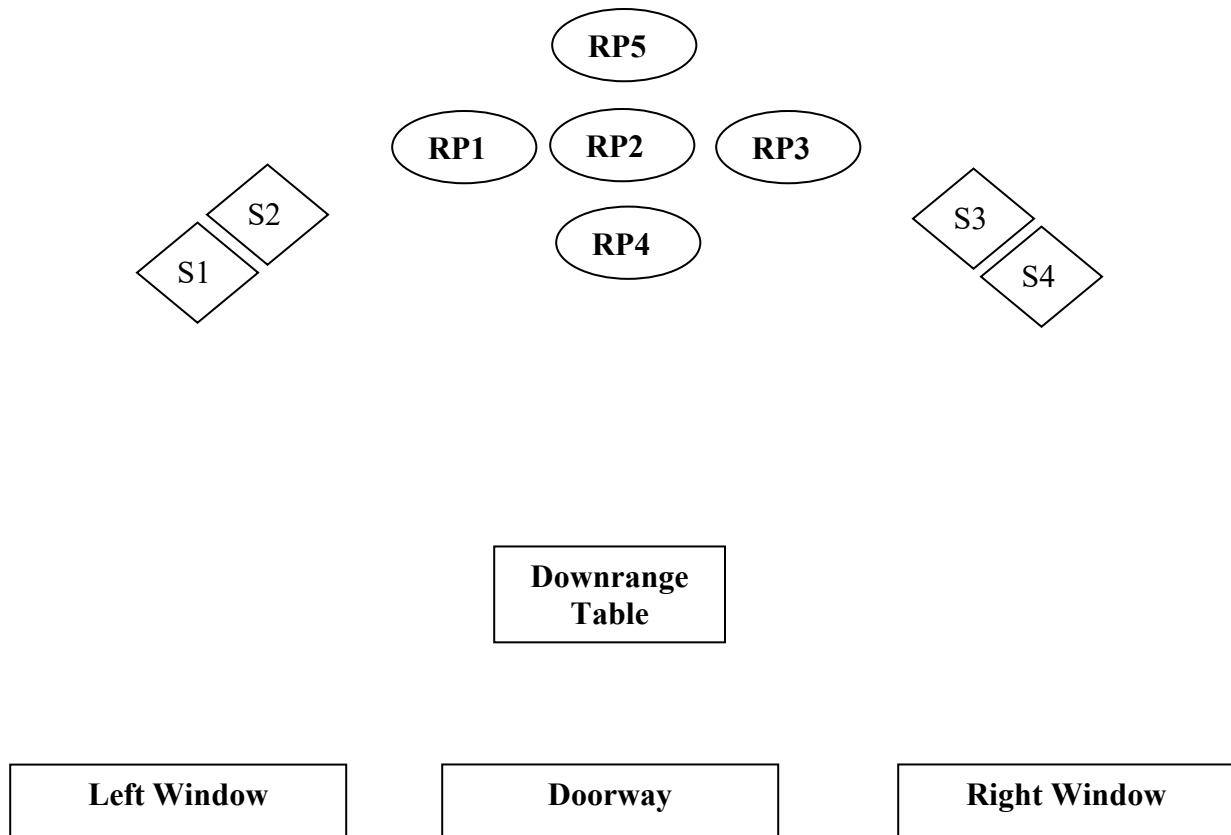 RP5
RP1 RP2 RP3
S2 S3
RP4
S1 S4
Downrange
Table
Left Window Doorway Right Window